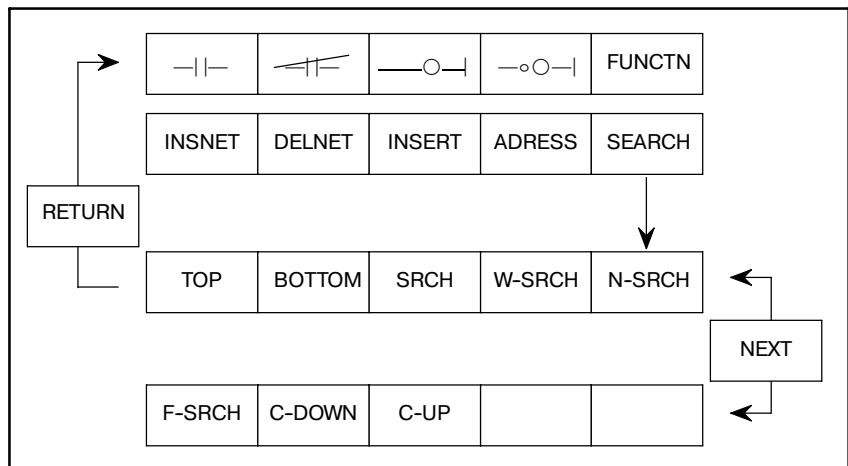 FUNCTN
INSNET DELNET INSERT ADRESS SEARCH
RETURN
TOP BOTTOM SRCH W-SRCH N-SRCH
NEXT
F-SRCH C-DOWN C-UP